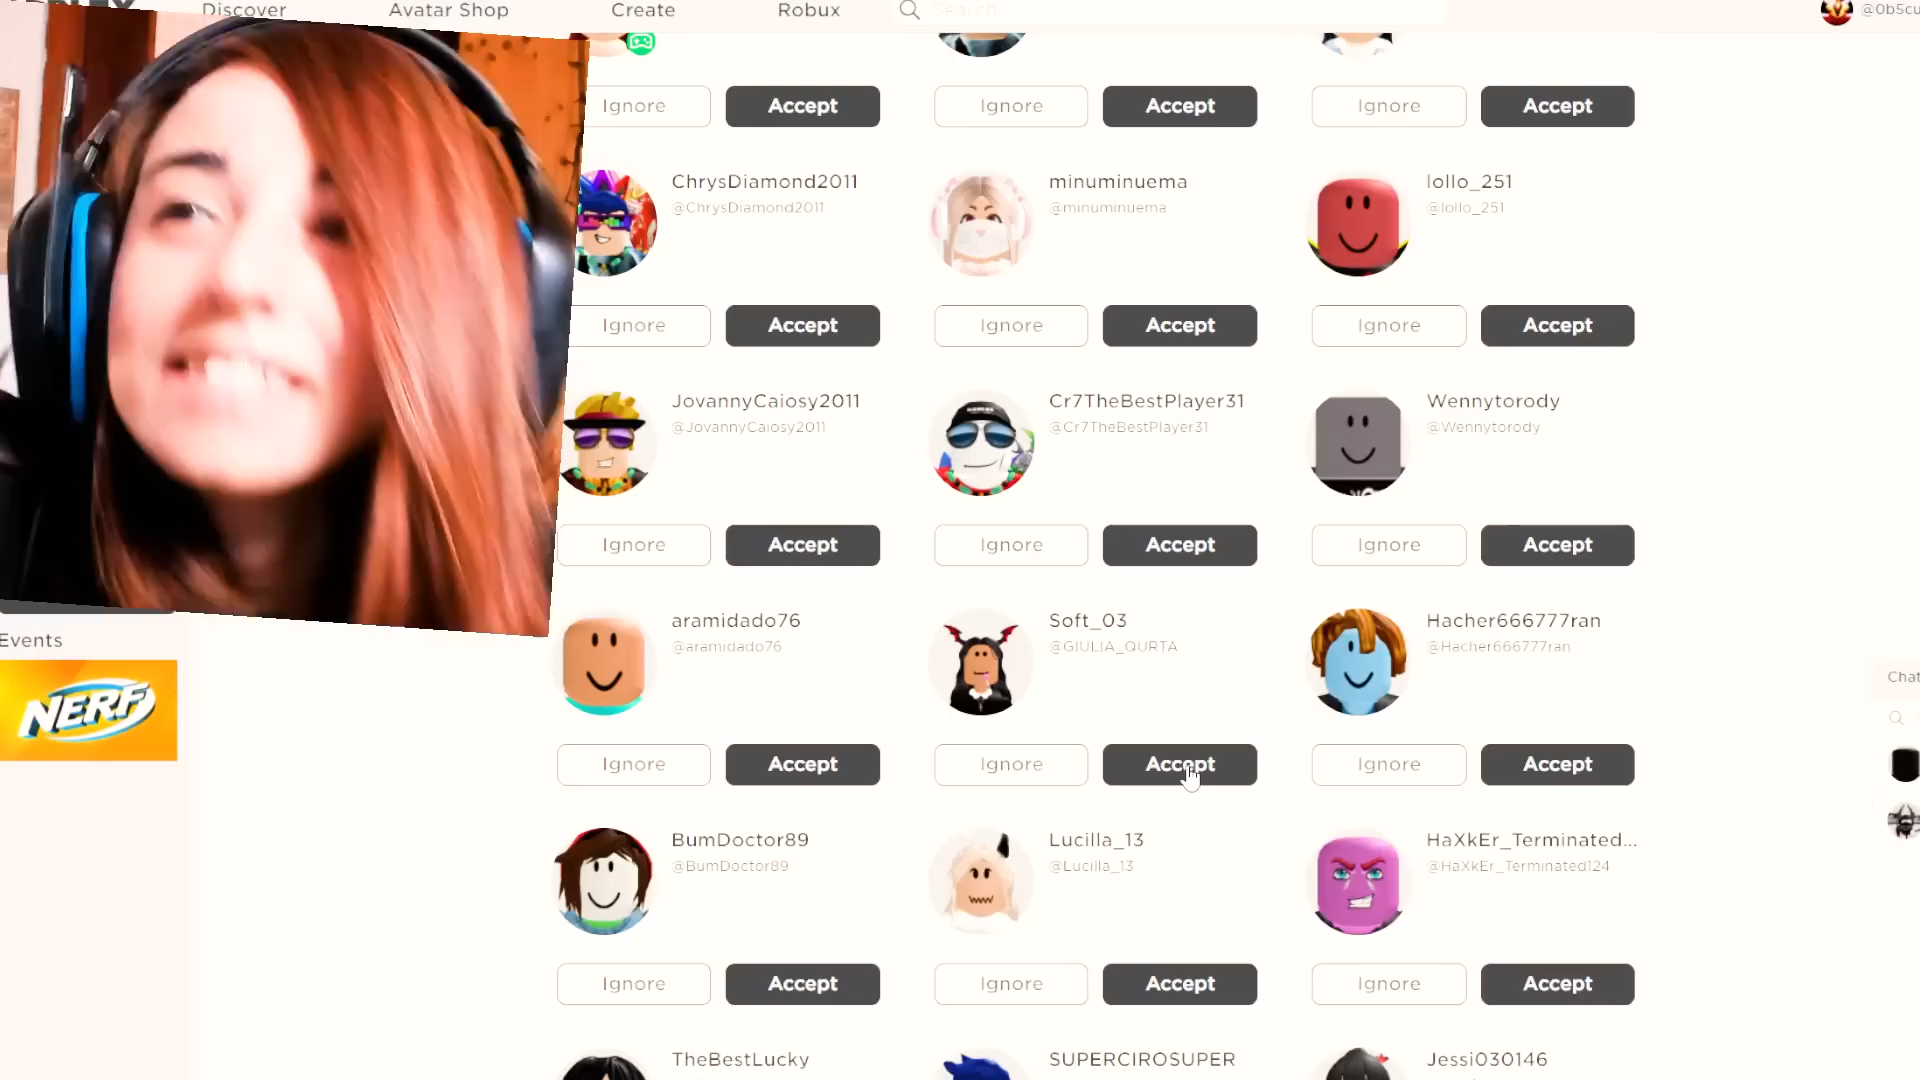 Discover Avatar Shop Create Robux Search @0b5cu
Ignore Accept Ignore Accept Ignore Accept
ChrysDiamond2011 minuminuema lollo_251
@ChrysDiamond2011 @minuminuema @lollo_251
Ignore Accept Ignore Accept Ignore Accept
JovannyCaiosy2011 Cr7TheBestPlayer31 Wennytorody
@JovannyCaiosy2011 @Cr7TheBestPlayer31 @Wennytorody
Ignore Accept Ignore Accept Ignore Accept
aramidado76 Soft_03 Hacher666777ran
@aramidado76 @GIULIA_QURTA @Hacher666777ran
Ignore Accept Ignore Accept Ignore Accept
BumDoctor89 Lucilla_13 HaXkEr_Terminated...
@BumDoctor89 @Lucilla_13 @HaXkEr_Terminated124
Ignore Accept Ignore Accept Ignore Accept
TheBestLucky SUPERCIROSUPER Jessi030146
Events
NERF
Chat